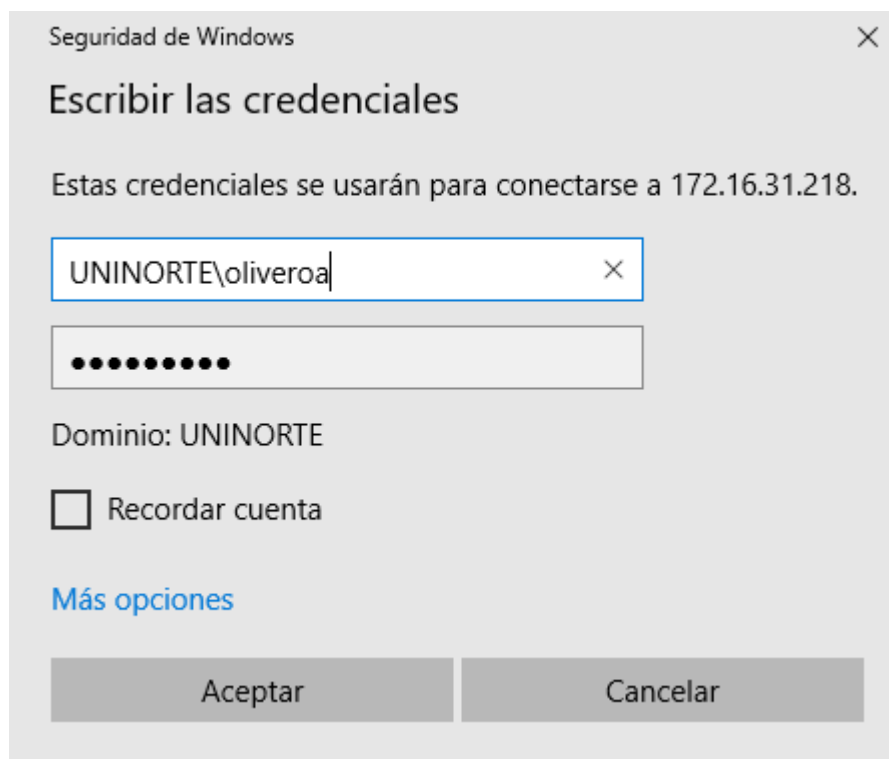 Seguridad de Windows
Escribir las credenciales
Estas credenciales se usarán para conectarse a 172.16.31.218.
UNINORTE\oliveroa
•••••••••
Dominio: UNINORTE
Recordar cuenta
Más opciones
Aceptar
Cancelar